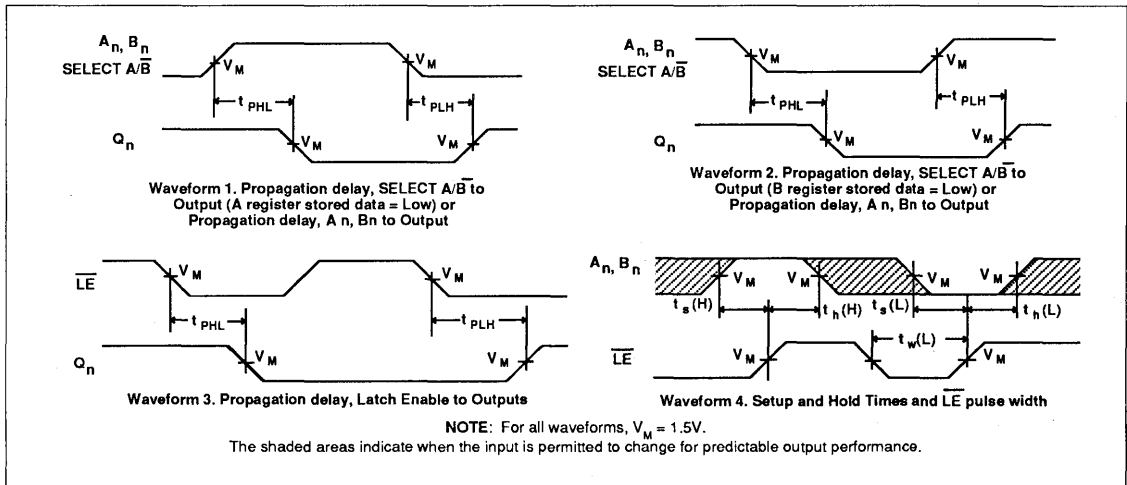 An, Bn
SELECT A/B̅
VM
VM
tPHL
tPLH
Qn
VM
VM
Waveform 1. Propagation delay, SELECT A/B̅ to
Output (A register stored data = Low) or
Propagation delay, A n, Bn to Output
An, Bn
SELECT A/B̅
VM
VM
tPHL
tPLH
Qn
VM
VM
Waveform 2. Propagation delay, SELECT A/B̅ to
Output (B register stored data = Low) or
Propagation delay, A n, Bn to Output
L̅E̅
VM
VM
tPHL
tPLH
Qn
VM
VM
Waveform 3. Propagation delay, Latch Enable to Outputs
An, Bn
VM
VM
VM
VM
ts(H)
th(H)
ts(L)
th(L)
tw(L)
L̅E̅
VM
VM
Waveform 4. Setup and Hold Times and L̅E̅ pulse width
NOTE: For all waveforms, VM = 1.5V.
The shaded areas indicate when the input is permitted to change for predictable output performance.